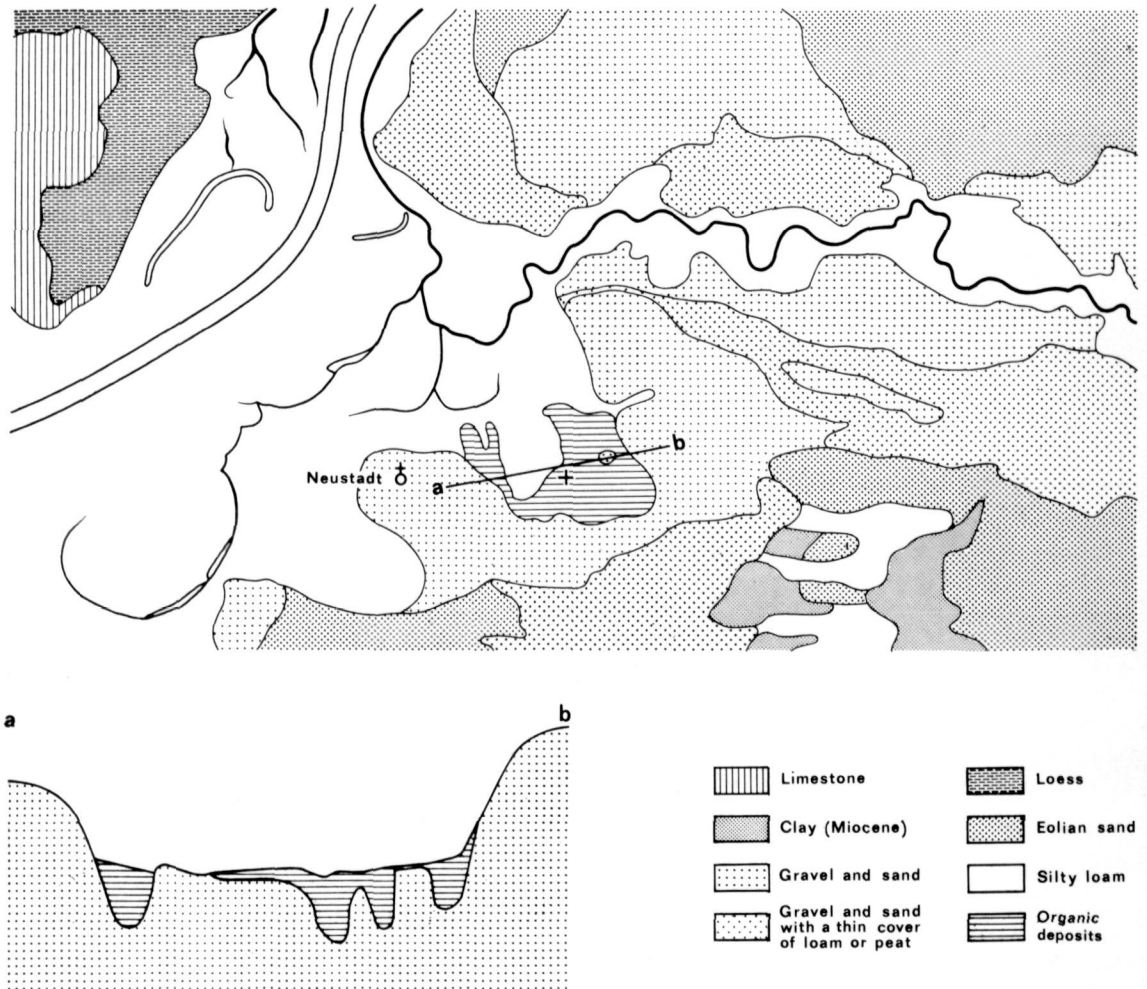 Neustadt
a
b
a
b
Limestone
Clay (Miocene)
Gravel and sand
Gravel and sand
with a thin cover
of loam or peat
Loess
Eolian sand
Silty loam
Organic
deposits